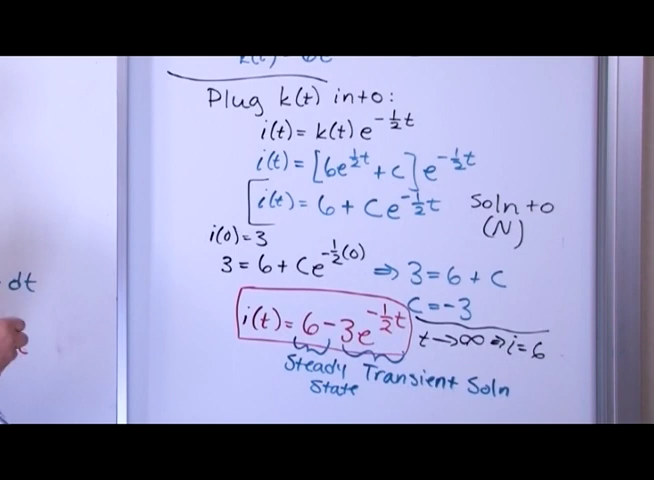 Plug k(t) into:
i(t) = k(t) e^{-½t}
i(t) = [6e^{½t} + C] e^{-½t}
i(t) = 6 + Ce^{-½t}
Soln to
(N)
i(0) = 3
3 = 6 + Ce^{-½(0)} ⇒ 3 = 6 + C
C = -3
i(t) = 6 - 3e^{-½t}
t → ∞ ⇒ i = 6
Steady State
Transient Soln
dt